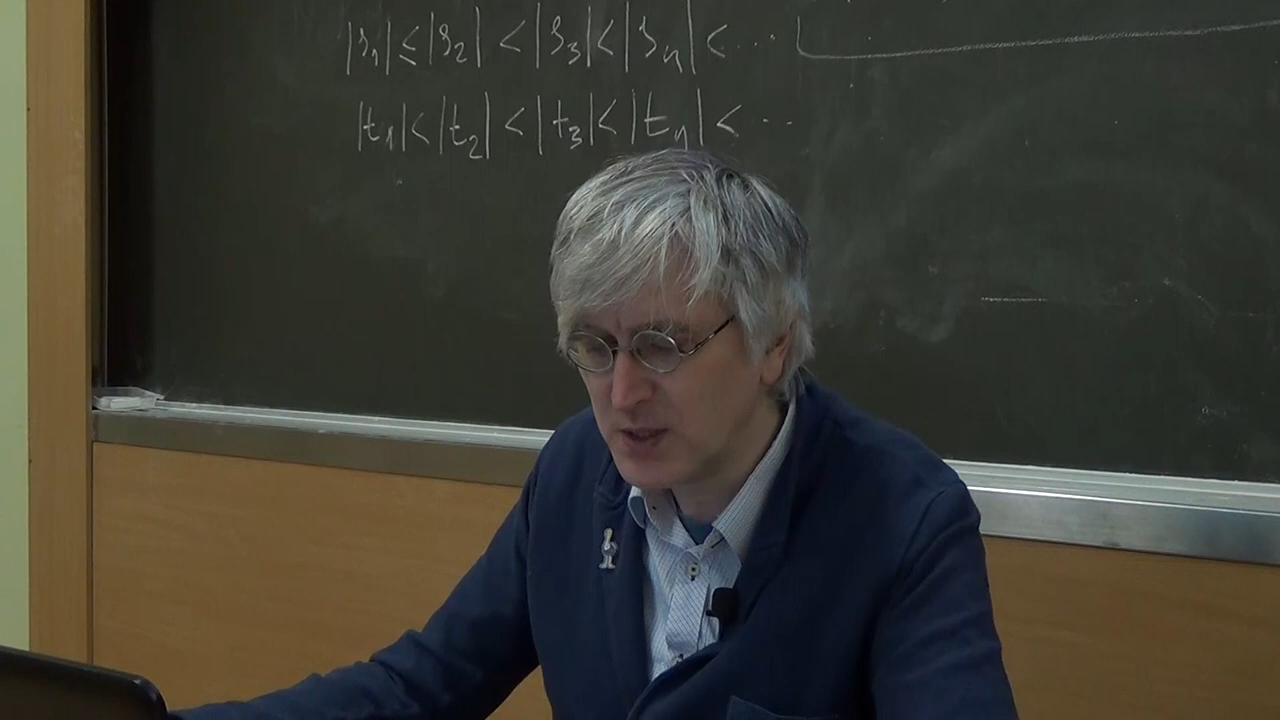 |s₁| ≤ |s₂| < |s₃| < |s₄| < ...
|t₁| < |t₂| < |t₃| < |t₄| < ...